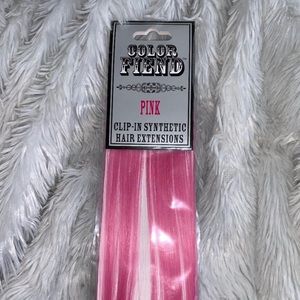 COLOR
FIEND
PINK
CLIP-IN SYNTHETIC
HAIR EXTENSIONS